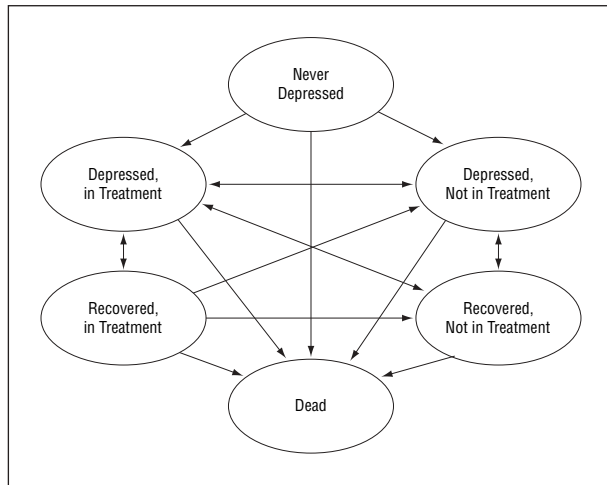 Never
Depressed
Depressed,
in Treatment
Depressed,
Not in Treatment
Recovered,
in Treatment
Recovered,
Not in Treatment
Dead